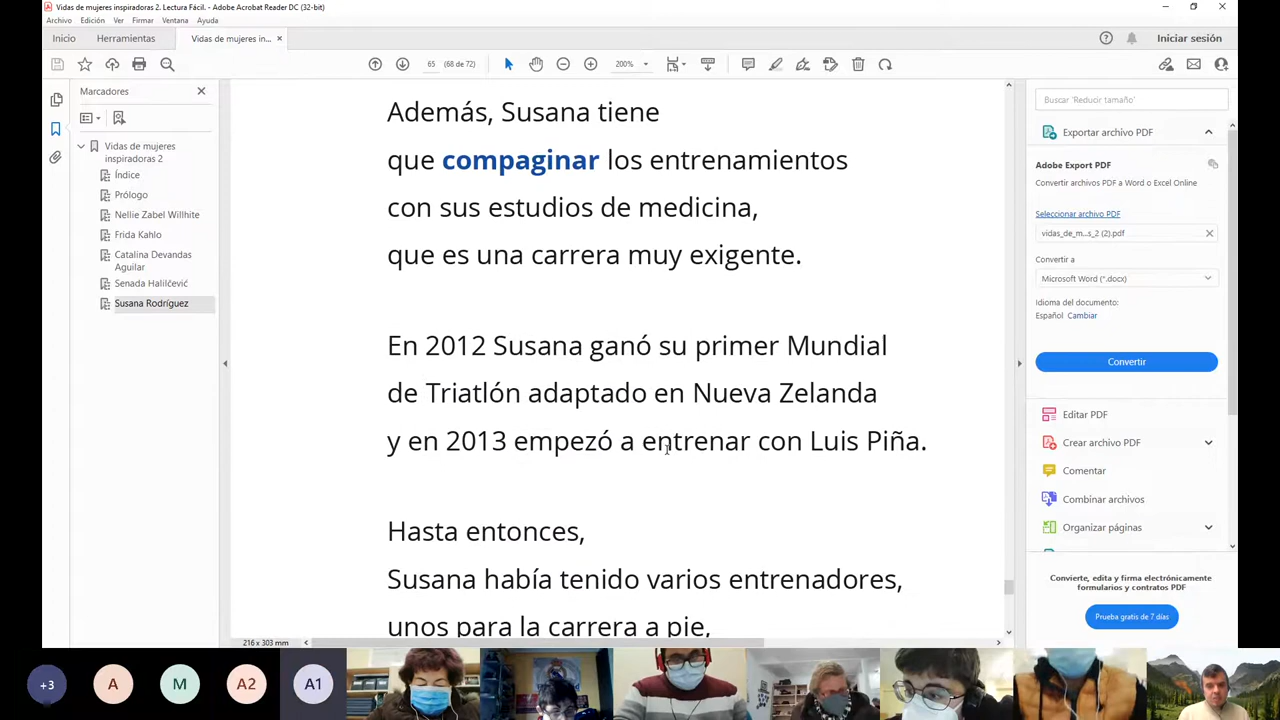 Vidas de mujeres inspiradoras 2. Lectura Fácil. - Adobe Acrobat Reader DC (32-bit)
Archivo Edición Ver Firmar Ventana Ayuda
Inicio Herramientas Vidas de mujeres in... Iniciar sesión
65 (68 de 72) 200%
Marcadores
Vidas de mujeres
inspiradoras 2
Índice
Prólogo
Nellie Zabel Willhite
Frida Kahlo
Catalina Devandas
Aguilar
Senada Halilčević
Susana Rodríguez
Además, Susana tiene
que compaginar los entrenamientos
con sus estudios de medicina,
que es una carrera muy exigente.
En 2012 Susana ganó su primer Mundial
de Triatlón adaptado en Nueva Zelanda
y en 2013 empezó a entrenar con Luis Piña.
Hasta entonces,
Susana había tenido varios entrenadores,
unos para la carrera a pie,
216 x 303 mm
Buscar 'Reducir tamaño'
Exportar archivo PDF
Adobe Export PDF
Convertir archivos PDF a Word o Excel Online
Seleccionar archivo PDF
vidas_de_m...s_2 (2).pdf
Convertir a
Microsoft Word (*.docx)
Idioma del documento:
Español Cambiar
Convertir
Editar PDF
Crear archivo PDF
Comentar
Combinar archivos
Organizar páginas
Convierte, edita y firma electrónicamente
formularios y contratos PDF
Prueba gratis de 7 días
+3 A M A2 A1